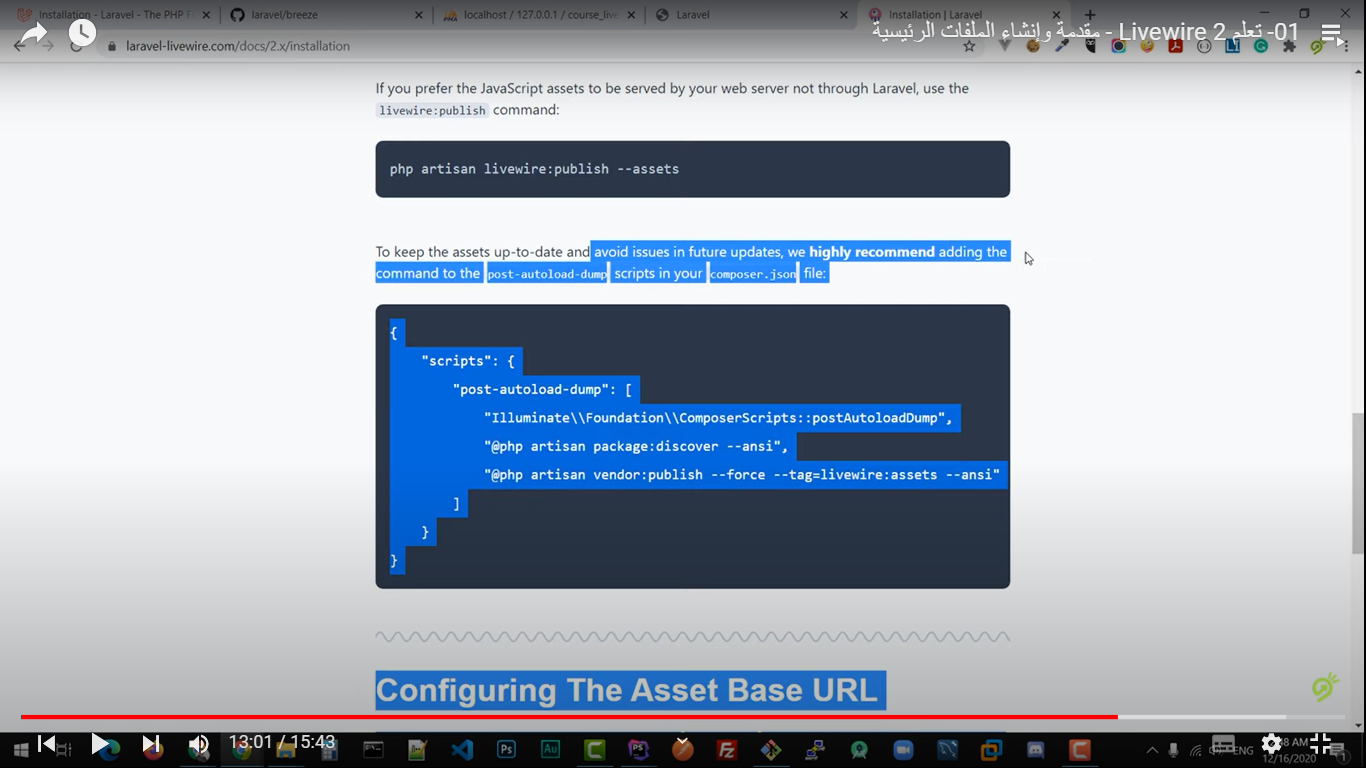 Installation - Laravel - The PHP F
laravel/breeze
localhost / 127.0.0.1 / course_live
Laravel
Installation | Laravel
01- تعلم Livewire 2 - مقدمة وإنشاء الملفات الرئيسية
laravel-livewire.com/docs/2.x/installation
If you prefer the JavaScript assets to be served by your web server not through Laravel, use the
livewire:publish command:
php artisan livewire:publish --assets
To keep the assets up-to-date and avoid issues in future updates, we highly recommend adding the
command to the post-autoload-dump scripts in your composer.json file:
{
"scripts": {
"post-autoload-dump": [
"Illuminate\\Foundation\\ComposerScripts::postAutoloadDump",
"@php artisan package:discover --ansi",
"@php artisan vendor:publish --force --tag=livewire:assets --ansi"
]
}
}
Configuring The Asset Base URL
13:01 / 15:43
ENG
AM
12/16/2020